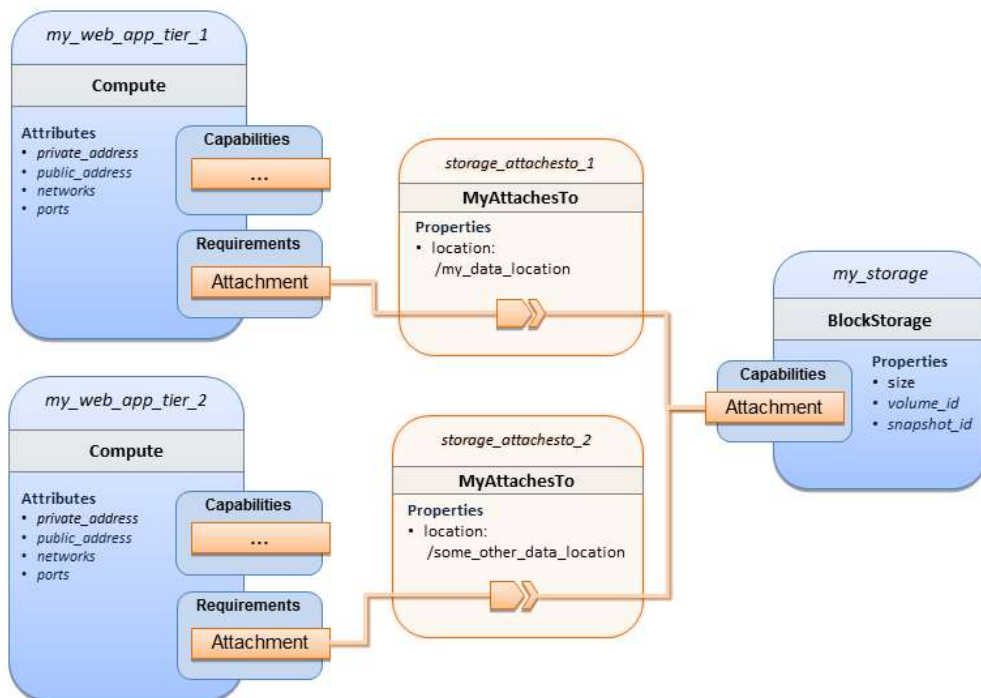 my_web_app_tier_1
Compute
Attributes
• private_address
• public_address
• networks
• ports
Capabilities
...
Requirements
Attachment
storage_attachesto_1
MyAttachesTo
Properties
• location:
/my_data_location
my_storage
BlockStorage
Properties
• size
• volume_id
• snapshot_id
Capabilities
Attachment
my_web_app_tier_2
Compute
Attributes
• private_address
• public_address
• networks
• ports
Capabilities
...
Requirements
Attachment
storage_attachesto_2
MyAttachesTo
Properties
• location:
/some_other_data_location